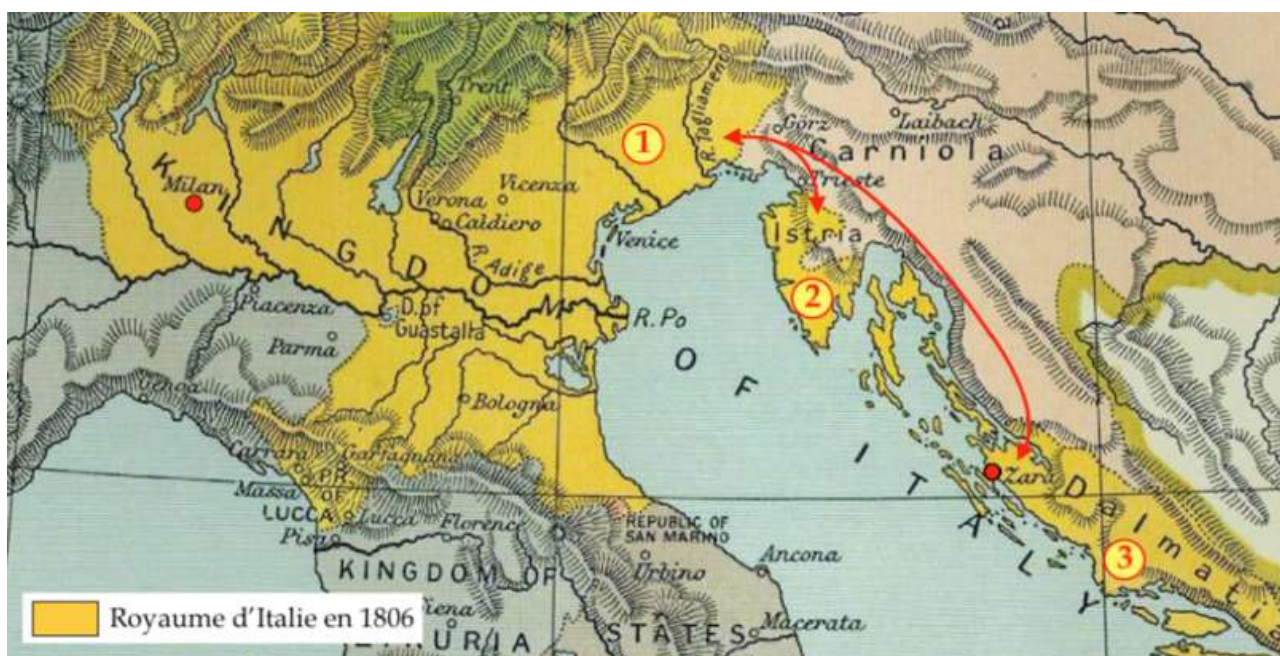 Trent
1
R. Tagliamento
Görz
Laibach
Carniola
KINGDOM OF ITALY
Milan
Vicenza
Verona
Caldiero
Trieste
Venice
Istria
R. Adige
2
Piacenza
D. of
Guastalla
R. Po
Parma
Genoa
Bologna
Carrara
Garfagnana
Massa
PR.
OF
LUCCA
Lucca
Pisa
Florence
REPUBLIC OF
SAN MARINO
Urbino
Ancona
Zara
Dalmatia
3
KINGDOM OF
Siena
ETRURIA
STATES
Macerata
Royaume d'Italie en 1806